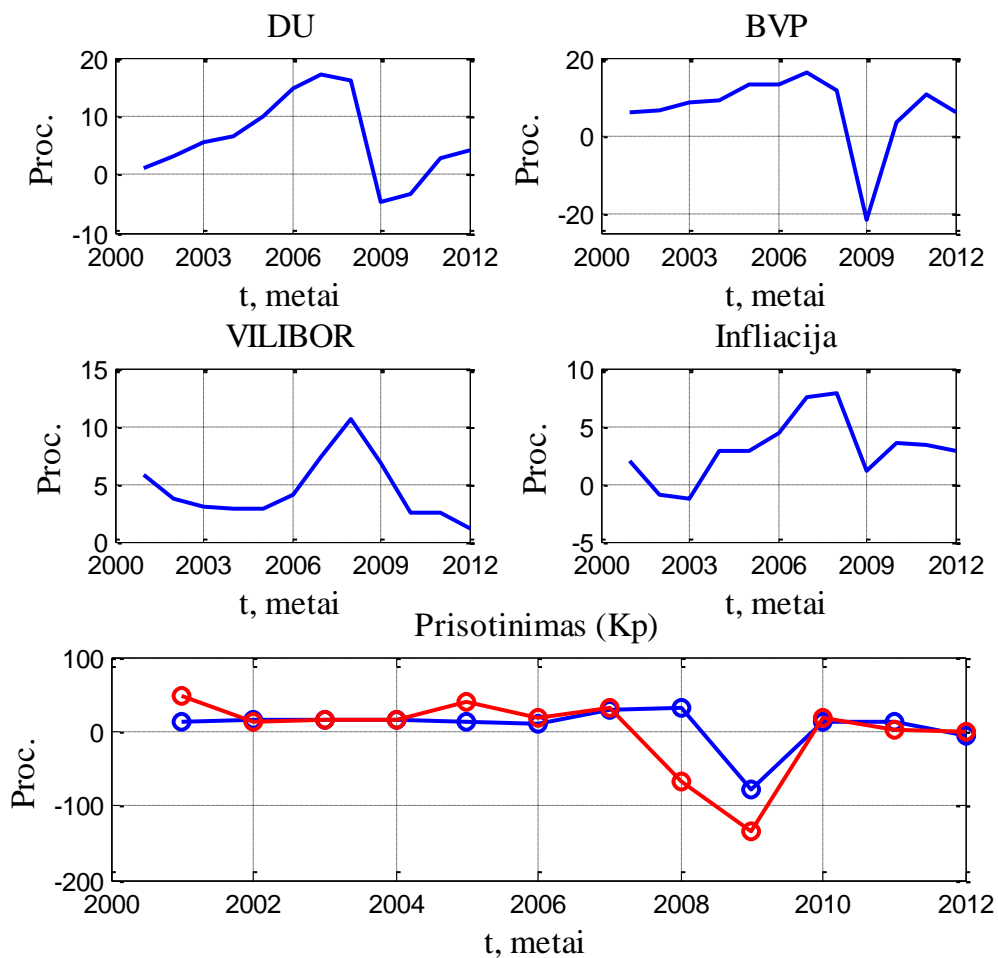 DU
BVP
20
10
0
-10
Proc.
2000 2003 2006 2009 2012
t, metai
20
0
-20
Proc.
2000 2003 2006 2009 2012
t, metai
VILIBOR
Infliacija
15
10
5
0
Proc.
2000 2003 2006 2009 2012
t, metai
10
5
0
-5
Proc.
2000 2003 2006 2009 2012
t, metai
Prisotinimas (Kp)
100
0
-100
-200
Proc.
2000 2002 2004 2006 2008 2010 2012
t, metai